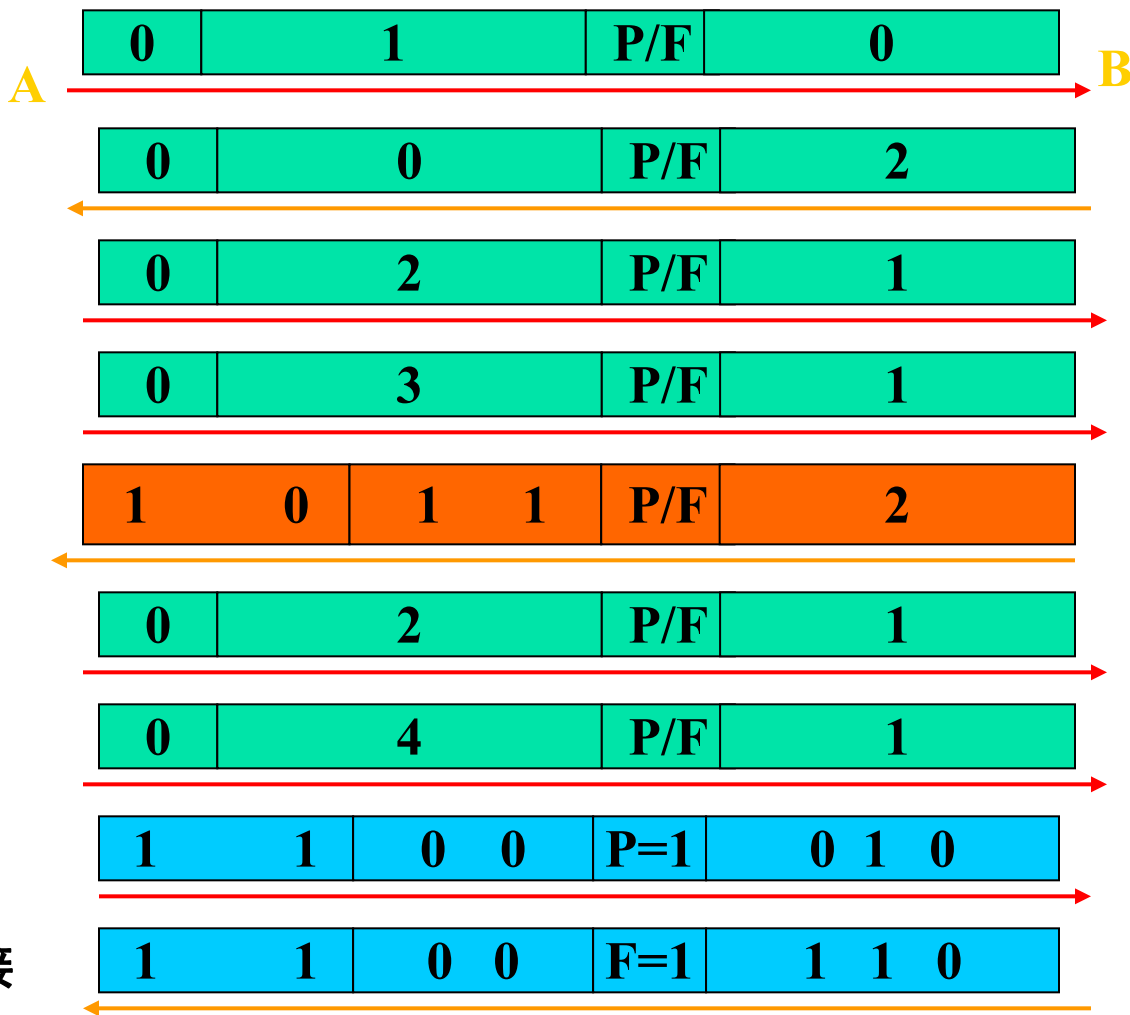 0 1 P/F 0
A B
0 0 P/F 2
0 2 P/F 1
0 3 P/F 1
1 0 1 1 P/F 2
0 2 P/F 1
0 4 P/F 1
1 1 0 0 P=1 0 1 0
接 1 1 0 0 F=1 1 1 0